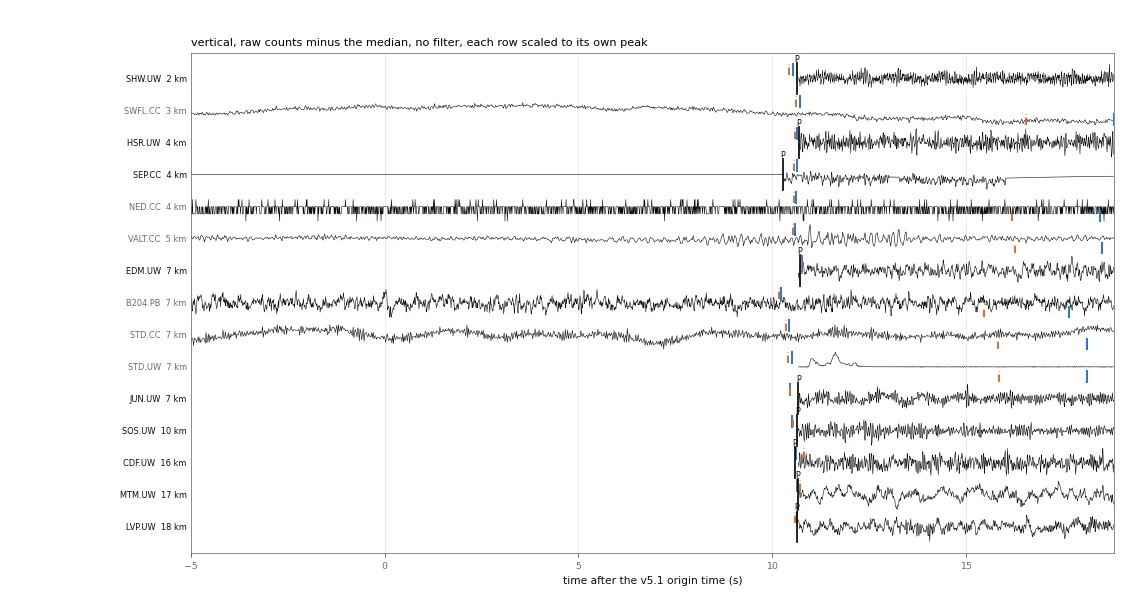 vertical, raw counts minus the median, no filter, each row scaled to its own peak
SHW.UW 2 km
SWFL.CC 3 km
HSR.UW 4 km
SEP.CC 4 km
NED.CC 4 km
VALT.CC 5 km
EDM.UW 7 km
B204.PB 7 km
STD.CC 7 km
STD.UW 7 km
JUN.UW 7 km
SOS.UW 10 km
CDF.UW 16 km
MTM.UW 17 km
LVP.UW 18 km
P
P
P
P
P
P
P
P
P
−5 0 5 10 15
time after the v5.1 origin time (s)